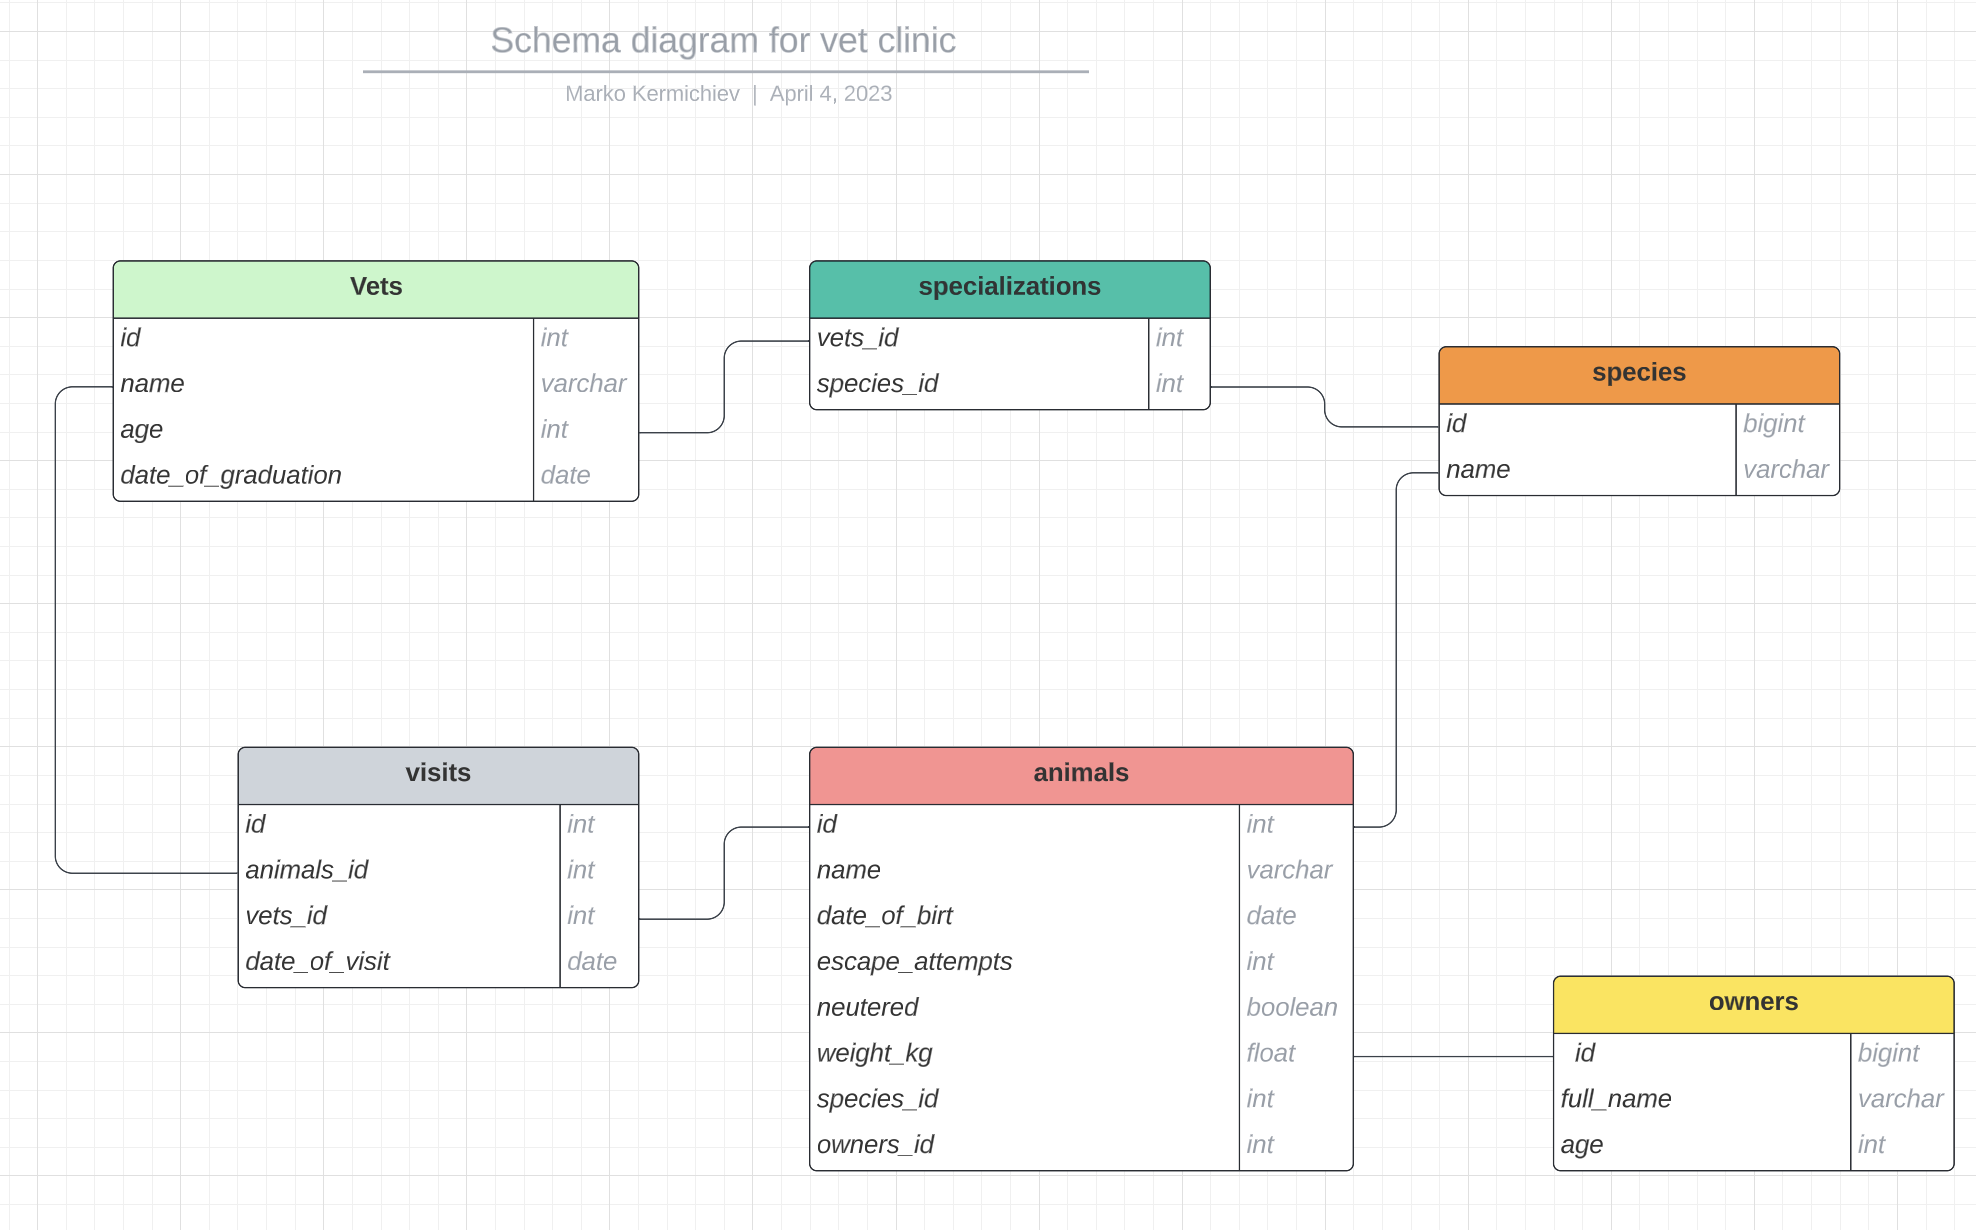 Schema diagram for vet clinic
Marko Kermichiev | April 4, 2023
Vets
id int
name varchar
age int
date_of_graduation date
specializations
vets_id int
species_id int
species
id bigint
name varchar
visits
id int
animals_id int
vets_id int
date_of_visit date
animals
id int
name varchar
date_of_birt date
escape_attempts int
neutered boolean
weight_kg float
species_id int
owners_id int
owners
id bigint
full_name varchar
age int